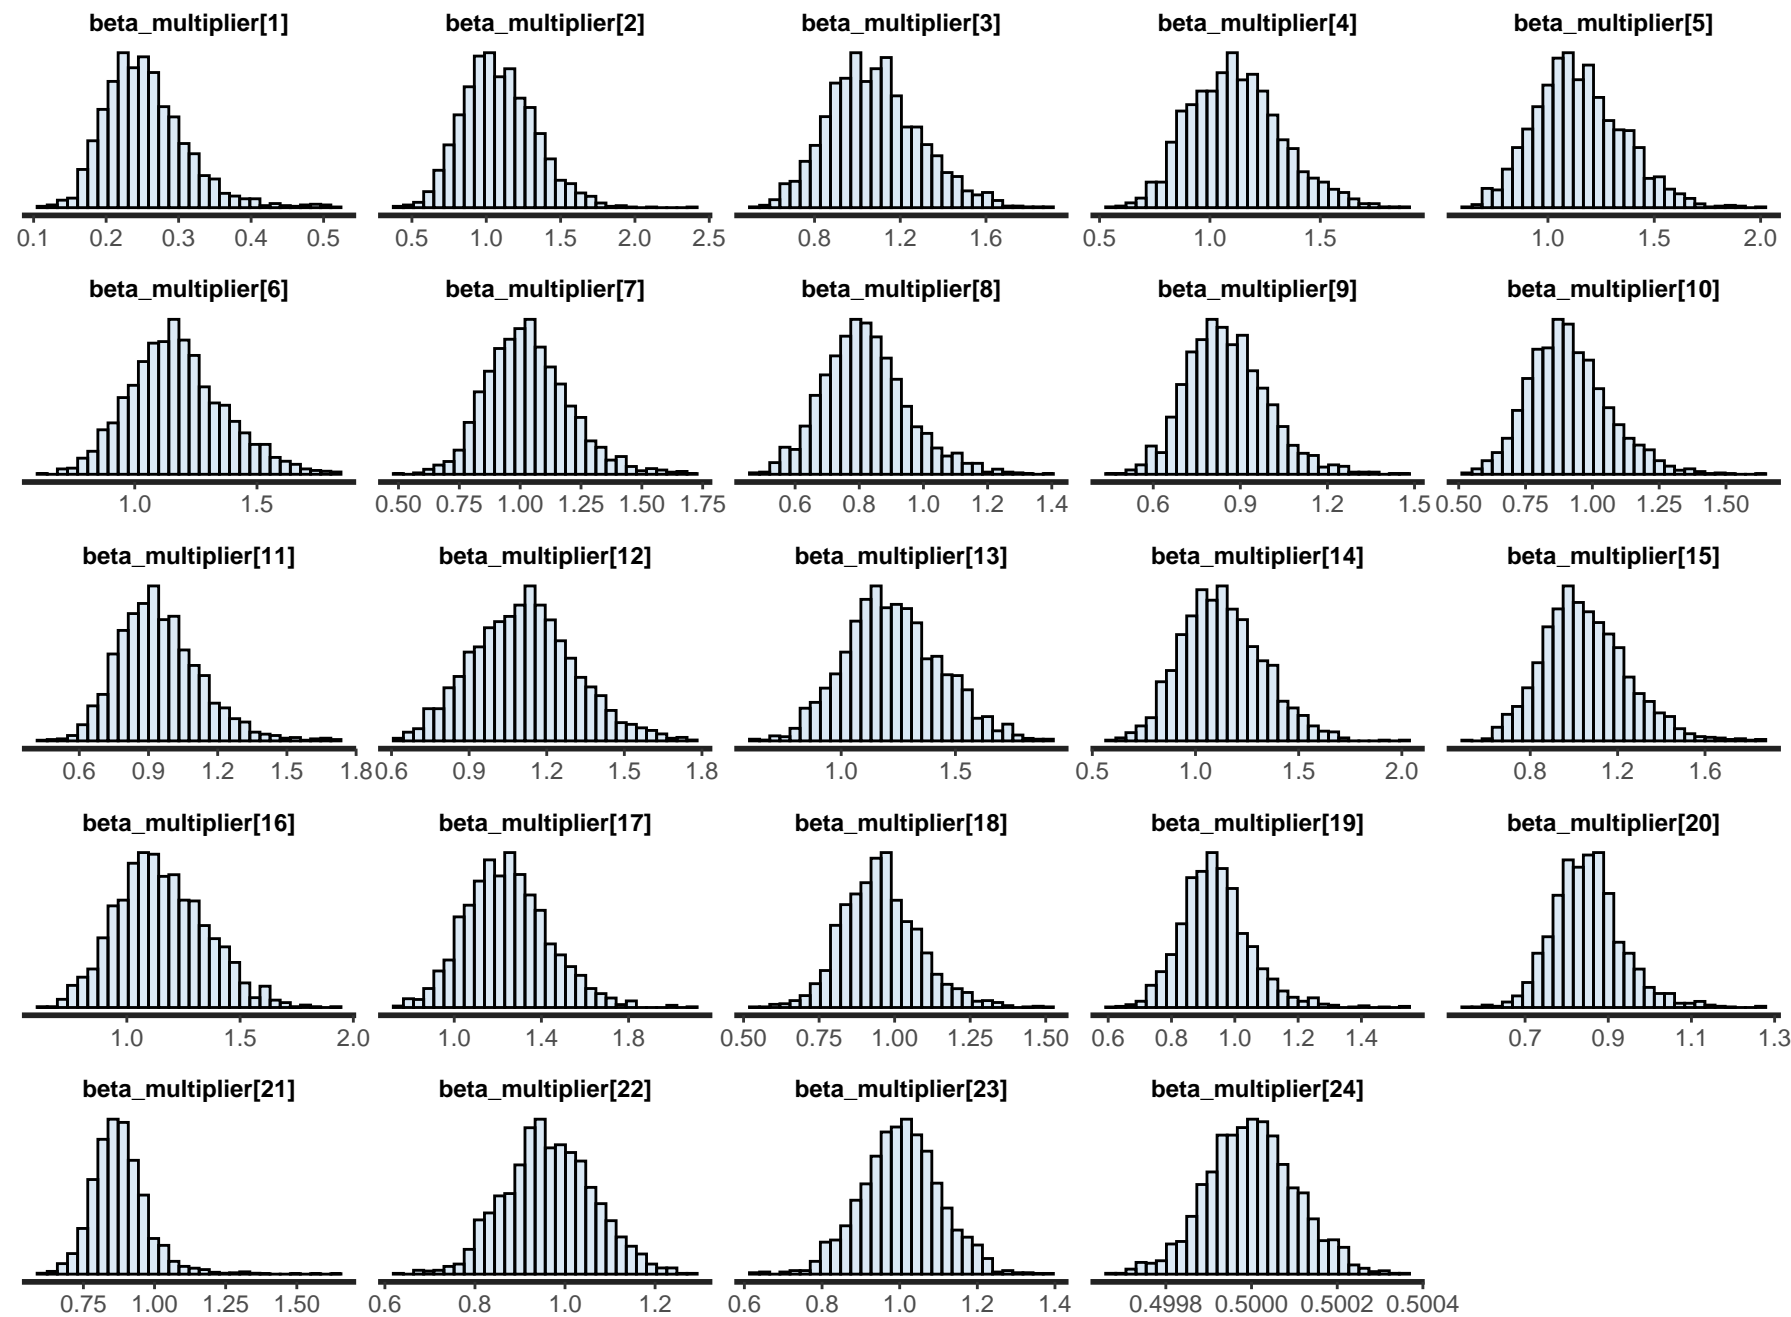 beta_multiplier[1] beta_multiplier[2] beta_multiplier[3] beta_multiplier[4] beta_multiplier[5]
0.1 0.2 0.3 0.4 0.5 0.5 1.0 1.5 2.0 2.5 0.8 1.2 1.6 0.5 1.0 1.5 1.0 1.5 2.0
beta_multiplier[6] beta_multiplier[7] beta_multiplier[8] beta_multiplier[9] beta_multiplier[10]
1.0 1.5 0.50 0.75 1.00 1.25 1.50 1.75 0.6 0.8 1.0 1.2 1.4 0.6 0.9 1.2 1.5 0.50 0.75 1.00 1.25 1.50
beta_multiplier[11] beta_multiplier[12] beta_multiplier[13] beta_multiplier[14] beta_multiplier[15]
0.6 0.9 1.2 1.5 1.8 0.6 0.9 1.2 1.5 1.8 1.0 1.5 0.5 1.0 1.5 2.0 0.8 1.2 1.6
beta_multiplier[16] beta_multiplier[17] beta_multiplier[18] beta_multiplier[19] beta_multiplier[20]
1.0 1.5 2.0 1.0 1.4 1.8 0.50 0.75 1.00 1.25 1.50 0.6 0.8 1.0 1.2 1.4 0.7 0.9 1.1 1.3
beta_multiplier[21] beta_multiplier[22] beta_multiplier[23] beta_multiplier[24]
0.75 1.00 1.25 1.50 0.6 0.8 1.0 1.2 0.6 0.8 1.0 1.2 1.4 0.4998 0.5000 0.5002 0.5004